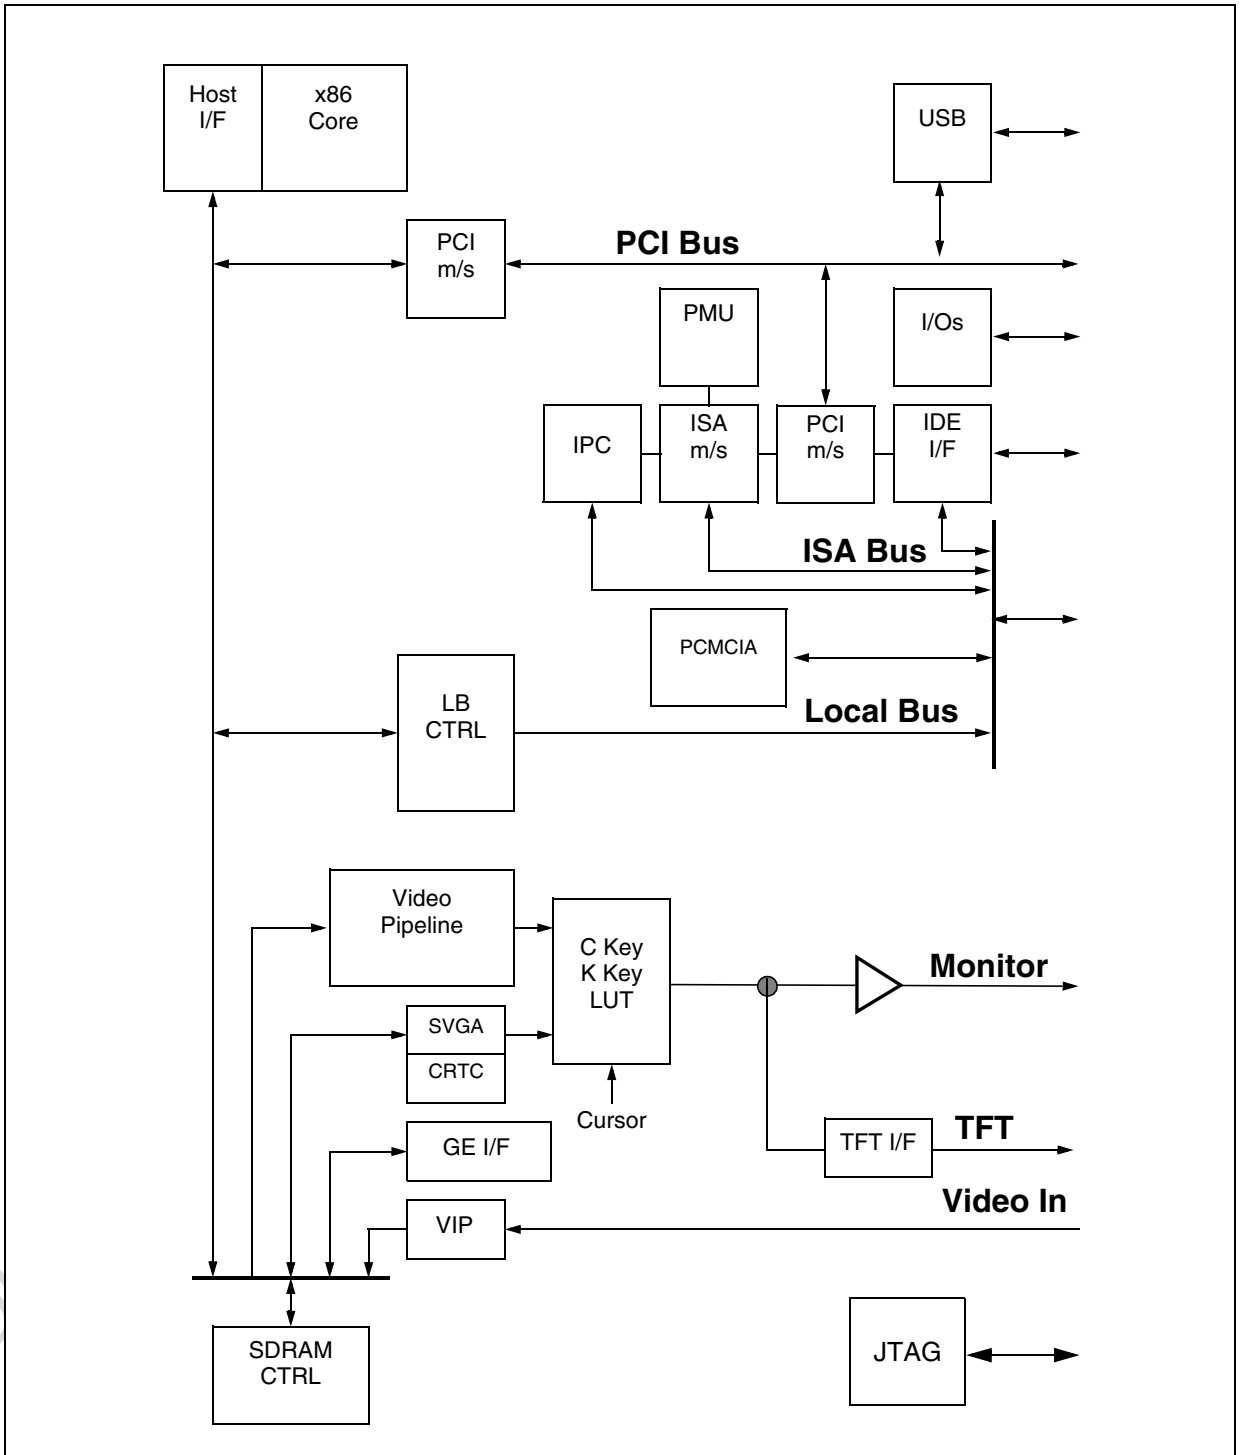 Host
I/F
x86
Core
USB
PCI
m/s
PCI Bus
PMU
I/Os
IPC
ISA
m/s
PCI
m/s
IDE
I/F
ISA Bus
PCMCIA
LB
CTRL
Local Bus
Video
Pipeline
C Key
K Key
LUT
Monitor
SVGA
CRTC
Cursor
GE I/F
TFT I/F
TFT
VIP
Video In
SDRAM
CTRL
JTAG